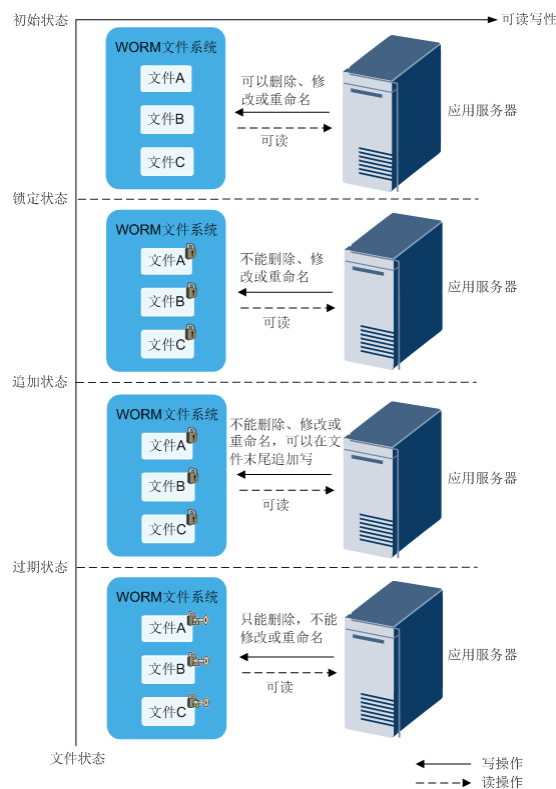 初始状态
可读写性
WORM文件系统
文件A
文件B
文件C
可以删除、修
改或重命名
可读
应用服务器
锁定状态
WORM文件系统
文件A
文件B
文件C
不能删除、修
改或重命名
可读
应用服务器
追加状态
WORM文件系统
文件A
文件B
文件C
不能删除、修改或
重命名，可以在文
件末尾追加写
可读
应用服务器
过期状态
WORM文件系统
文件A
文件B
文件C
只能删除，不能
修改或重命名
可读
应用服务器
文件状态
写操作
读操作